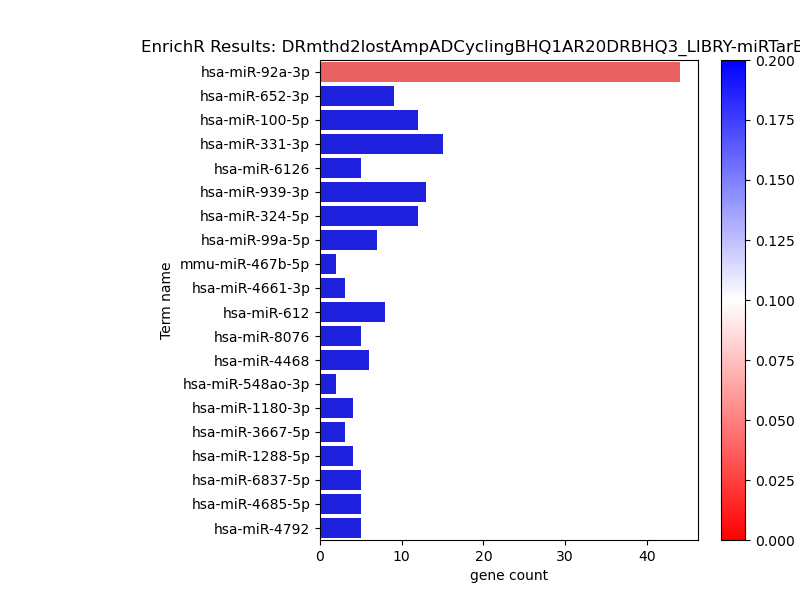 EnrichR Results: DRmthd2lostAmpADCyclingBHQ1AR20DRBHQ3_LIBRY-miRTarB
hsa-miR-92a-3p
hsa-miR-652-3p
hsa-miR-100-5p
hsa-miR-331-3p
hsa-miR-6126
hsa-miR-939-3p
hsa-miR-324-5p
hsa-miR-99a-5p
mmu-miR-467b-5p
hsa-miR-4661-3p
hsa-miR-612
hsa-miR-8076
hsa-miR-4468
hsa-miR-548ao-3p
hsa-miR-1180-3p
hsa-miR-3667-5p
hsa-miR-1288-5p
hsa-miR-6837-5p
hsa-miR-4685-5p
hsa-miR-4792
Term name
0 10 20 30 40
gene count
0.200
0.175
0.150
0.125
0.100
0.075
0.050
0.025
0.000